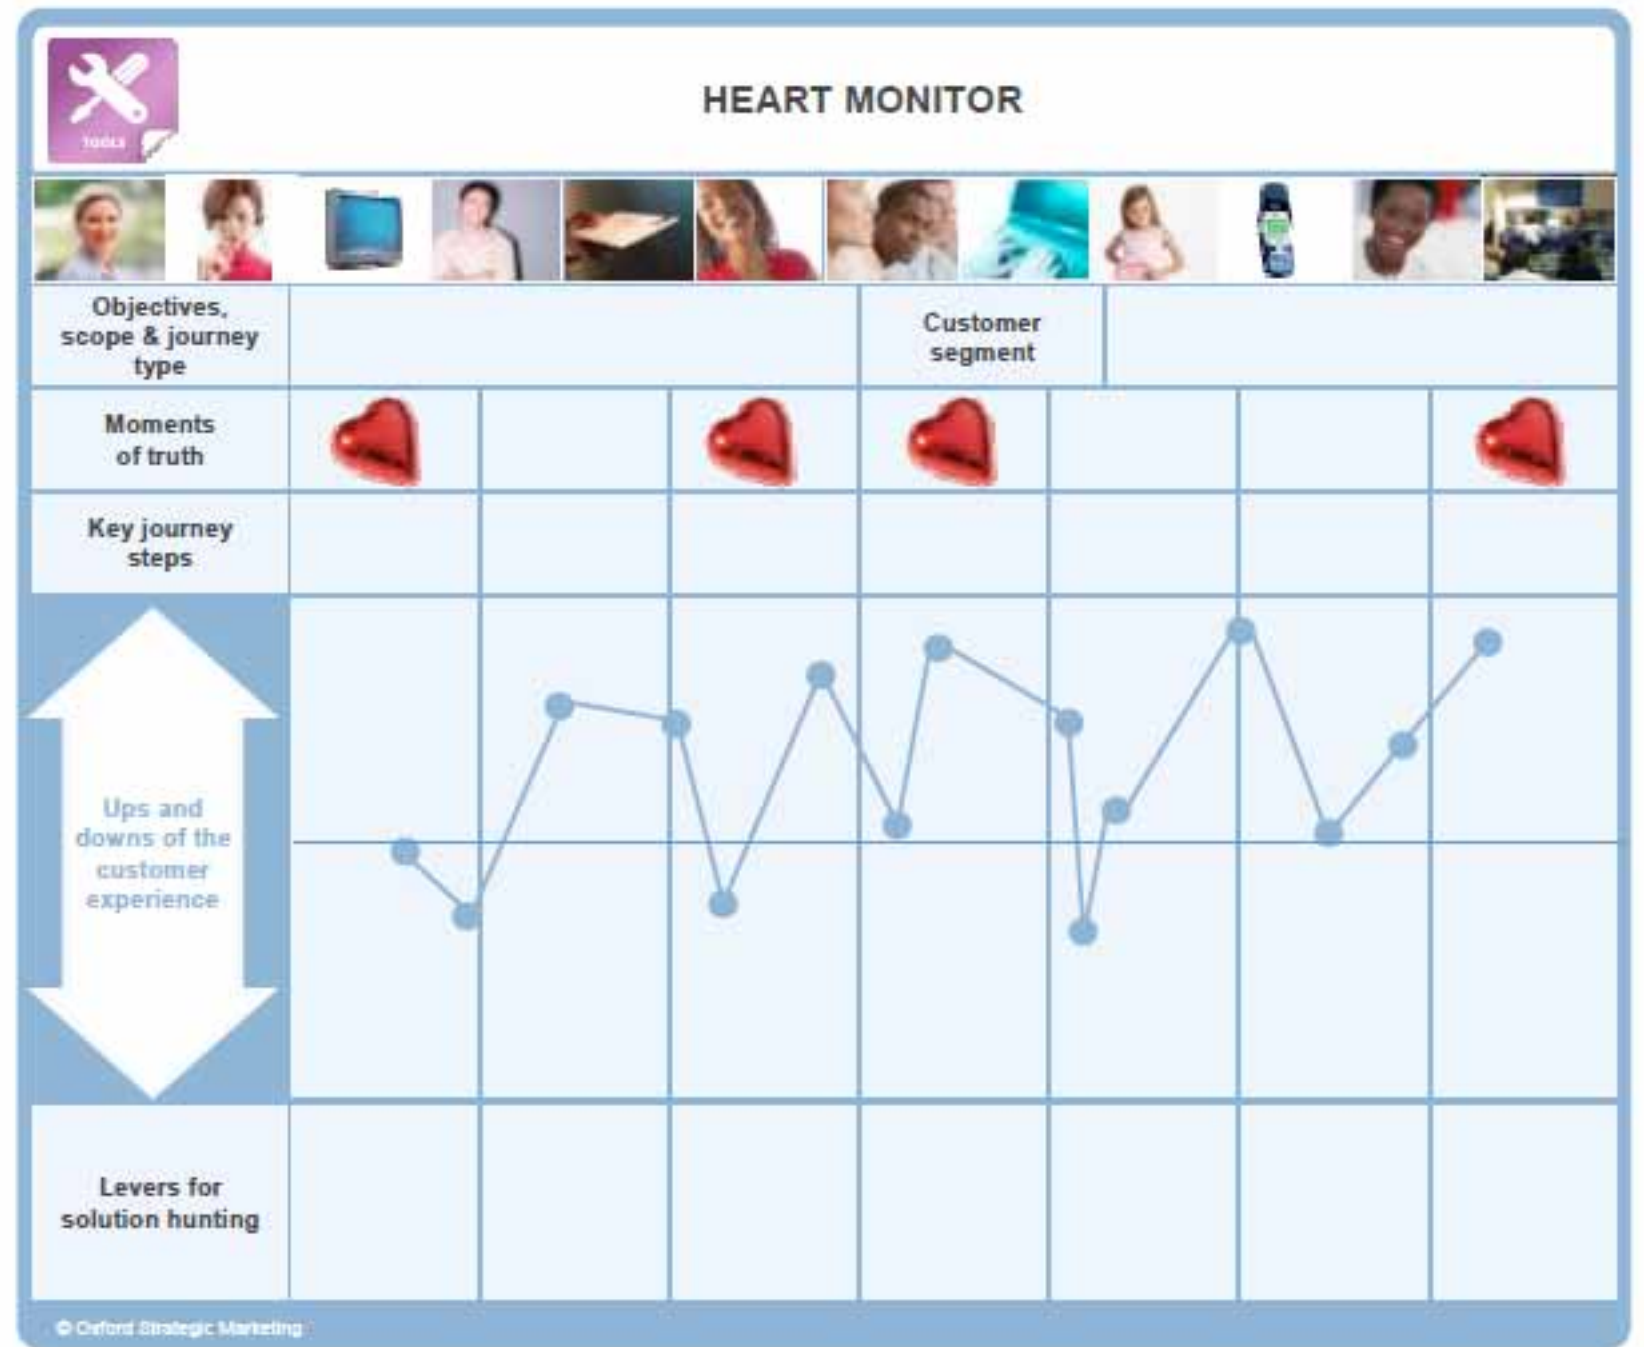 TOOLS
HEART MONITOR
Objectives,
scope & journey
type
Customer
segment
Moments
of truth
Key journey
steps
Ups and
downs of the
customer
experience
Levers for
solution hunting
© Oxford Strategic Marketing